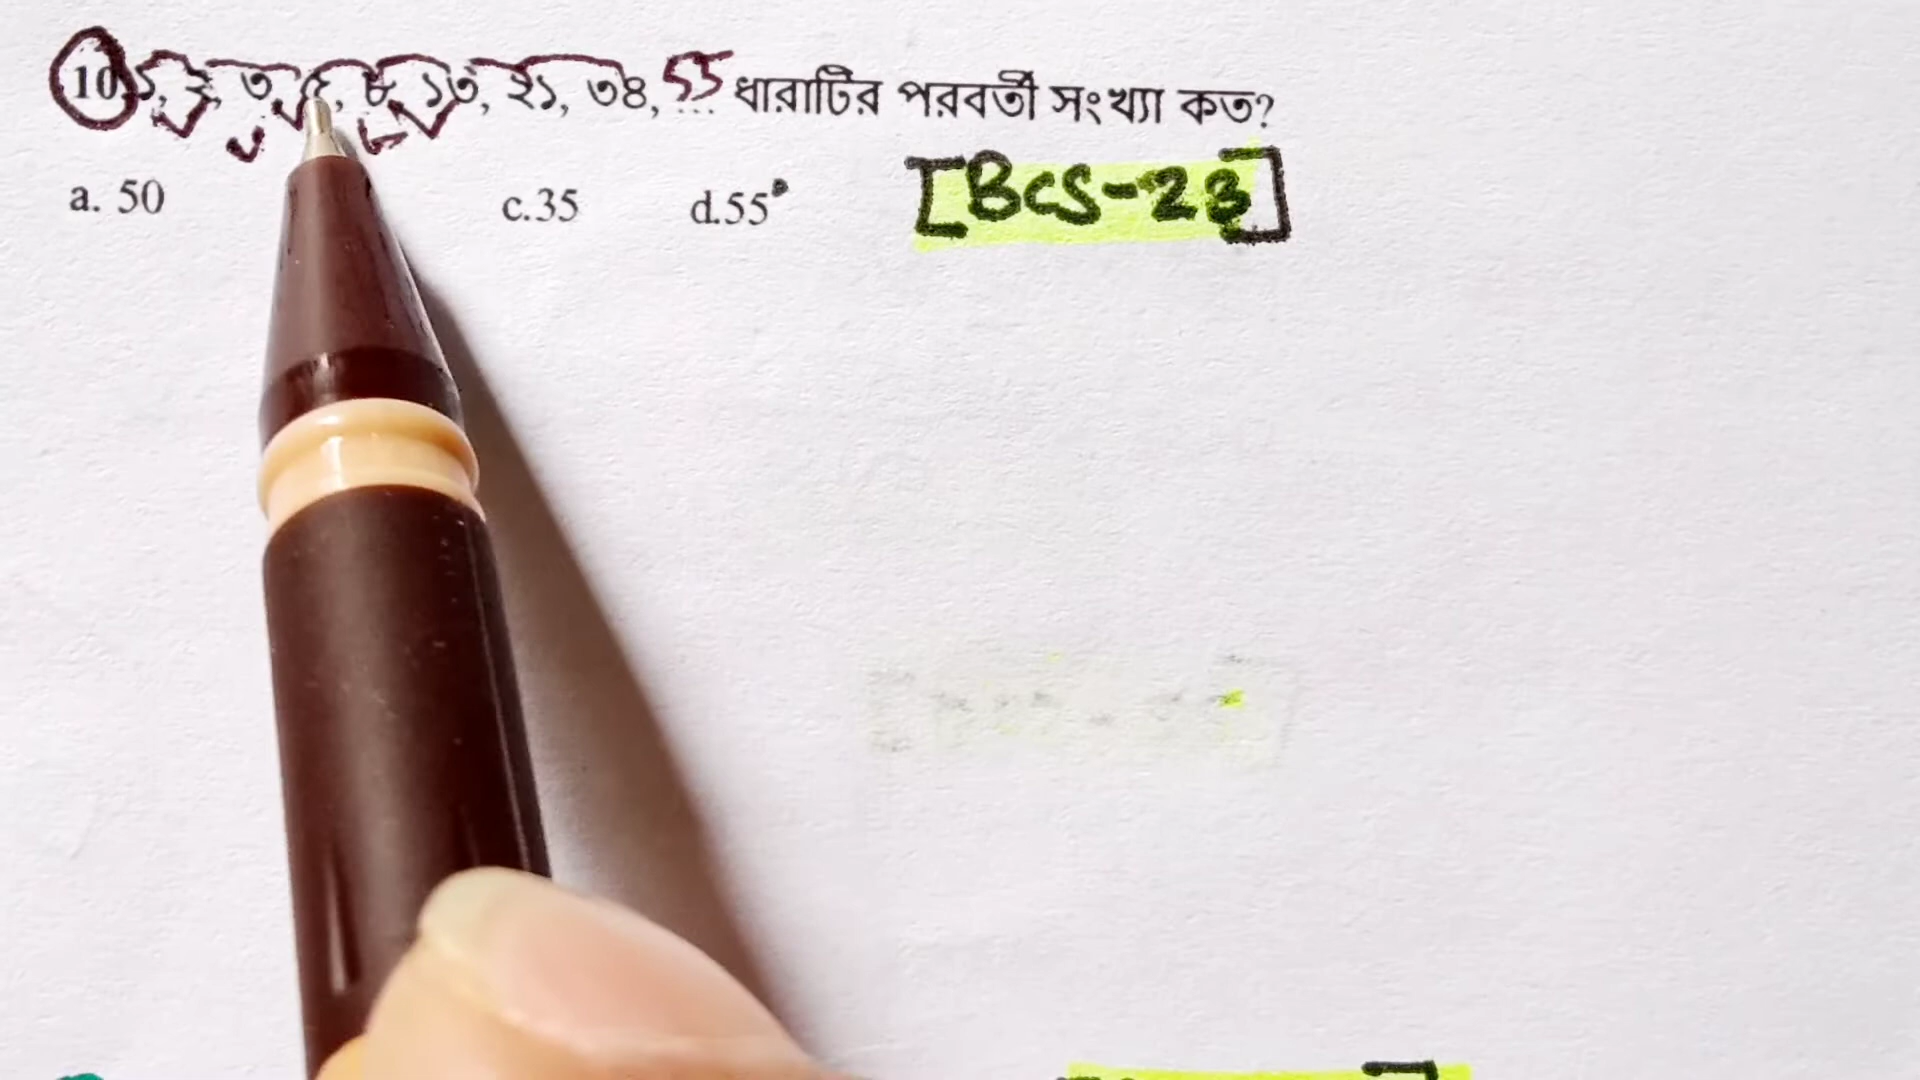 10. ১, ২, ৩, ৫, ৮, ১৩, ২১, ৩৪, 55 ... ধারাটির পরবর্তী সংখ্যা কত?
a. 50 c.35 d.55 [BCS-23]